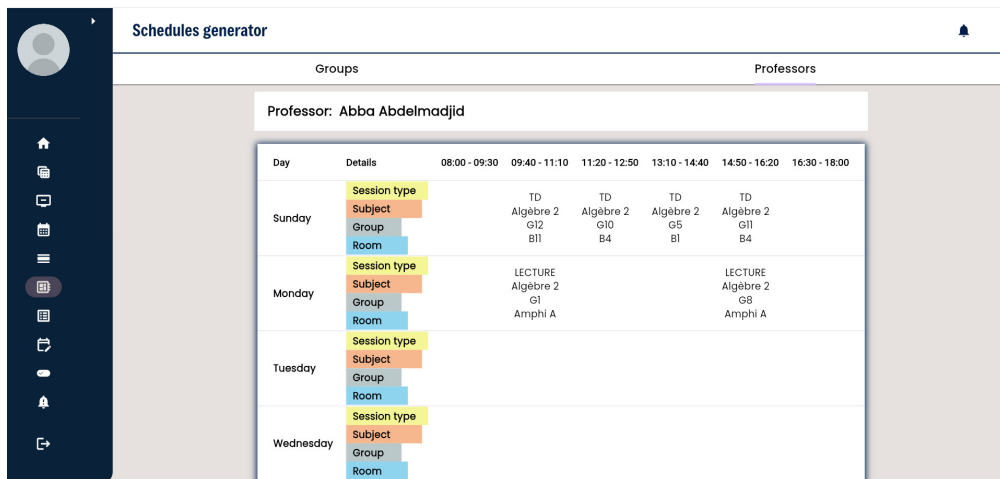 Schedules generator
Groups Professors
Professor: Abba Abdelmadjid
Day Details 08:00 - 09:30 09:40 - 11:10 11:20 - 12:50 13:10 - 14:40 14:50 - 16:20 16:30 - 18:00
Sunday
Session type
Subject
Group
Room
TD TD TD TD
Algèbre 2 Algèbre 2 Algèbre 2 Algèbre 2
G12 G10 G5 G11
B11 B4 B1 B4
Monday
Session type
Subject
Group
Room
LECTURE LECTURE
Algèbre 2 Algèbre 2
G1 G8
Amphi A Amphi A
Tuesday
Session type
Subject
Group
Room
Wednesday
Session type
Subject
Group
Room